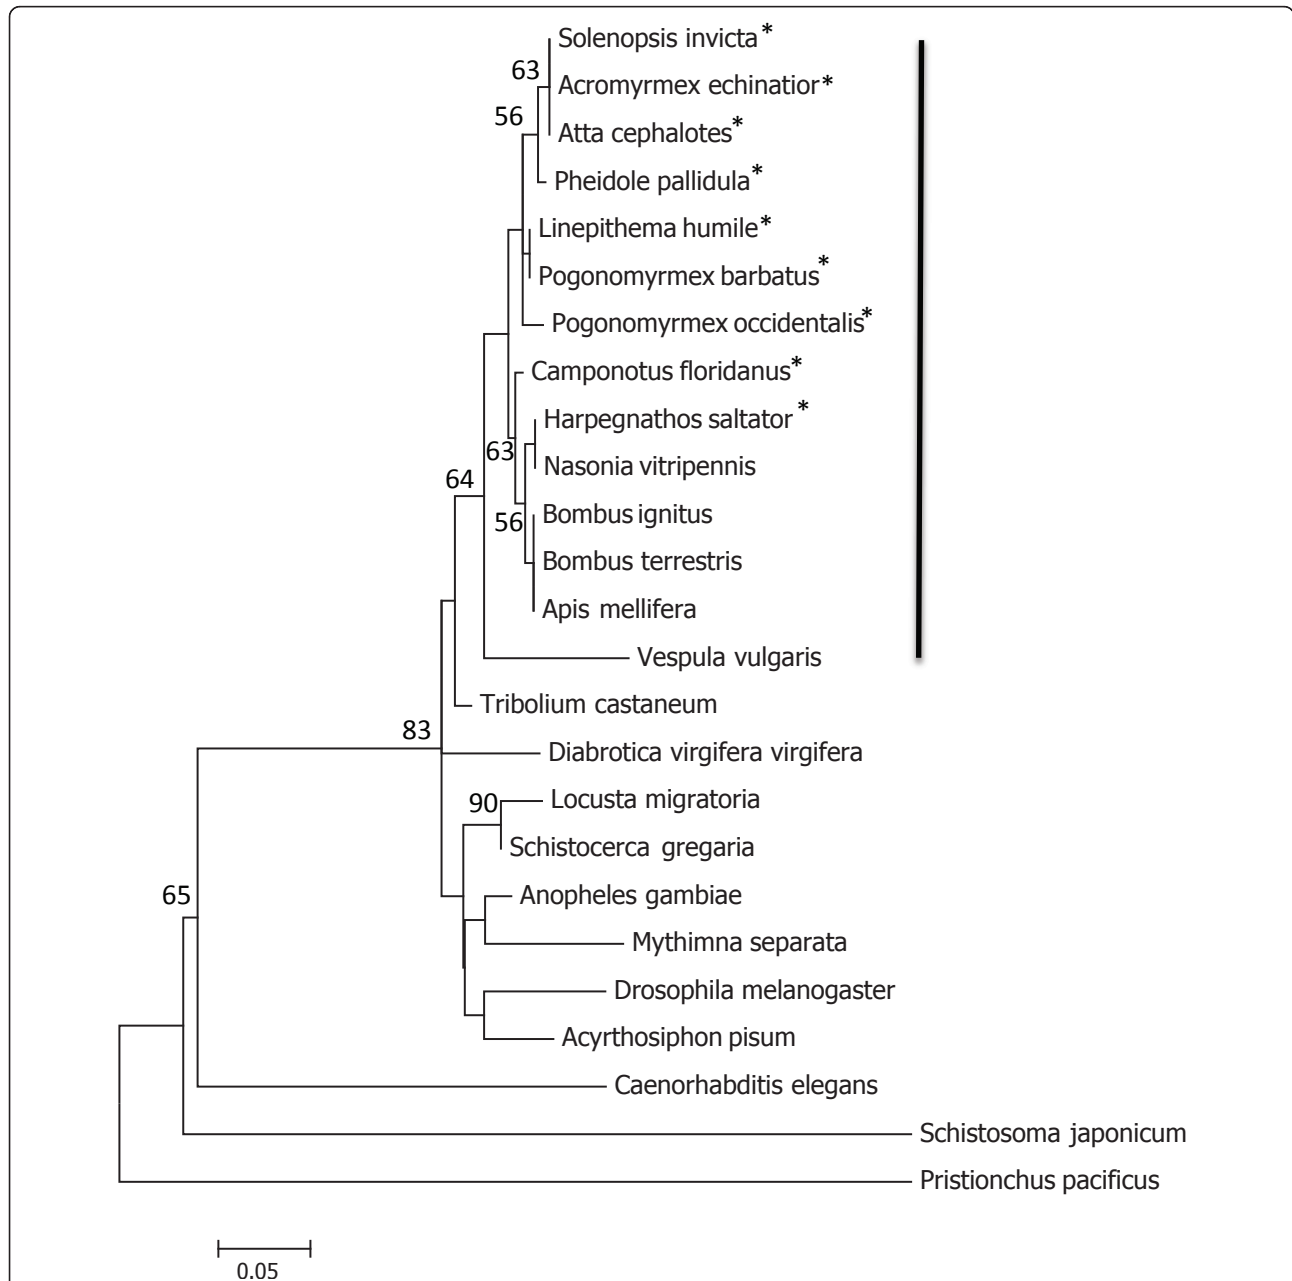 Solenopsis invicta*
63
Acromyrmex echinatior*
56
Atta cephalotes*
Pheidole pallidula*
Linepithema humile*
Pogonomyrmex barbatus*
Pogonomyrmex occidentalis*
Camponotus floridanus*
Harpegnathos saltator*
63
Nasonia vitripennis
64
Bombus ignitus
56
Bombus terrestris
Apis mellifera
Vespula vulgaris
Tribolium castaneum
83
Diabrotica virgifera virgifera
90
Locusta migratoria
Schistocerca gregaria
65
Anopheles gambiae
Mythimna separata
Drosophila melanogaster
Acyrthosiphon pisum
Caenorhabditis elegans
Schistosoma japonicum
Pristionchus pacificus
0.05